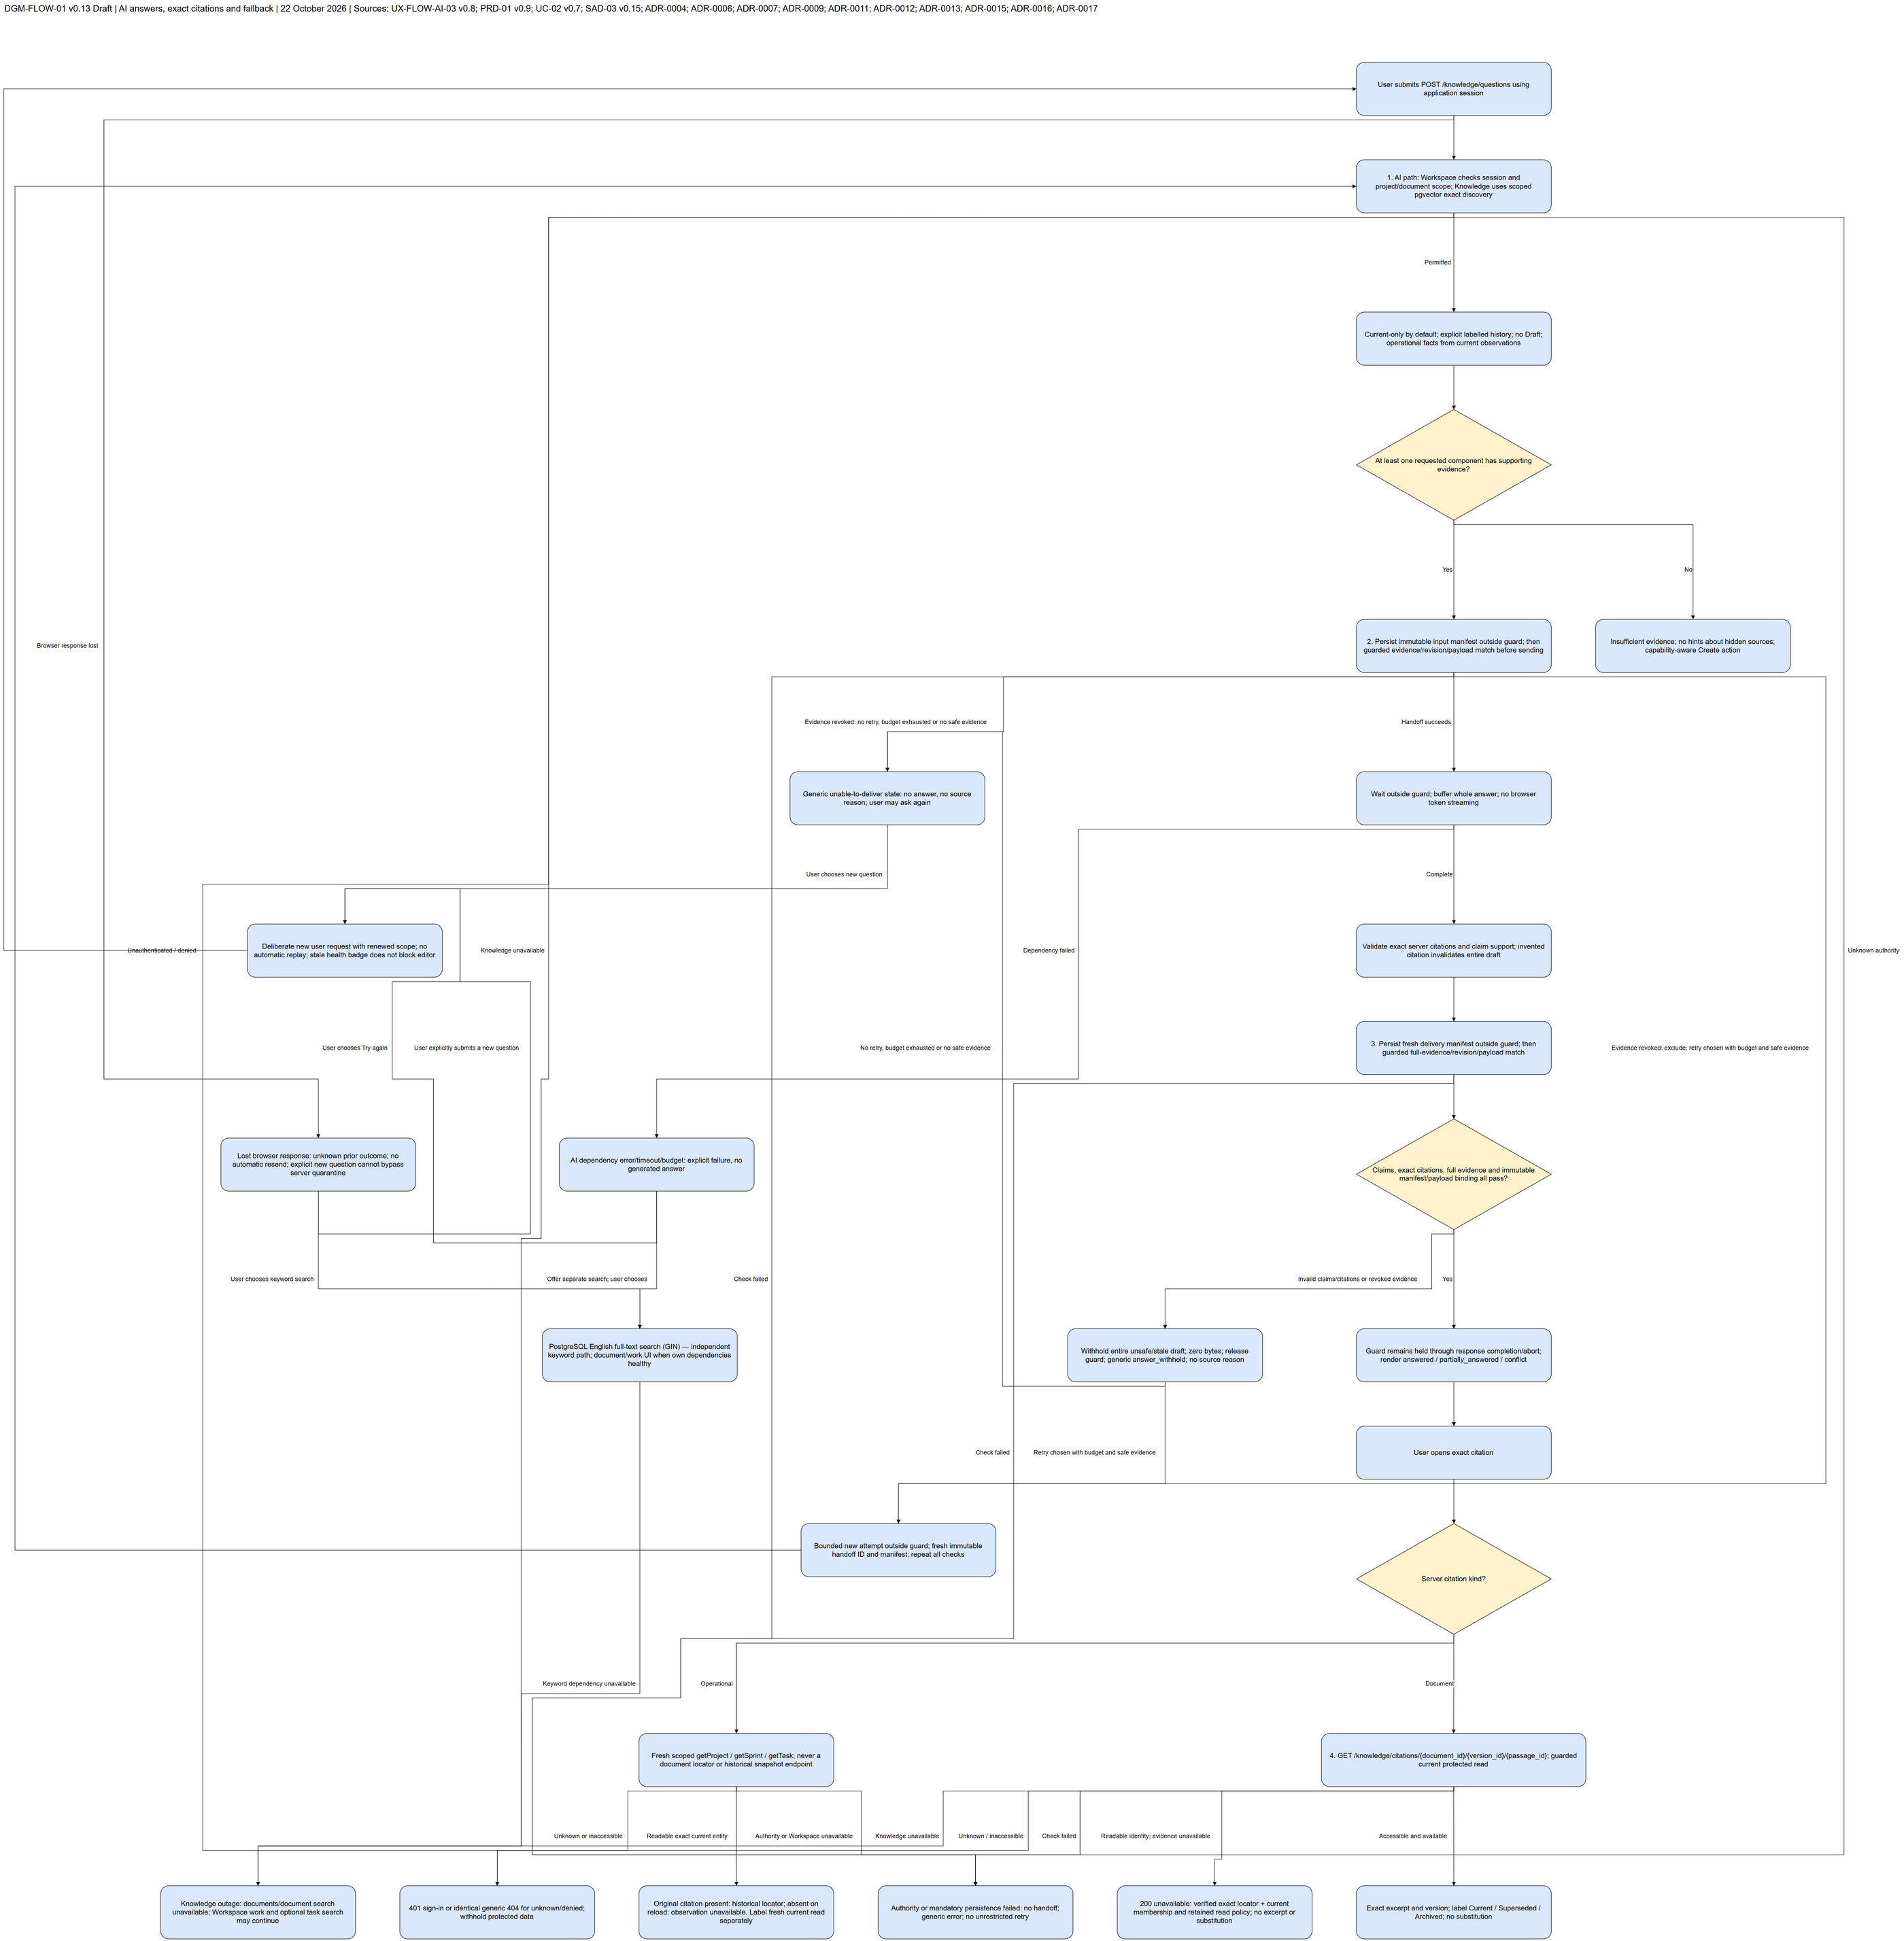 DGM-FLOW-01 v0.13 Draft | AI answers, exact citations and fallback | 22 October 2026 | Sources: UX-FLOW-AI-03 v0.8; PRD-01 v0.9; UC-02 v0.7; SAD-03 v0.15; ADR-0004; ADR-0006; ADR-0007; ADR-0009; ADR-0011; ADR-0012; ADR-0013; ADR-0015; ADR-0016; ADR-0017
User submits POST /knowledge/questions using
application session
1. AI path: Workspace checks session and
project/document scope; Knowledge uses scoped
pgvector exact discovery
Permitted
Current-only by default; explicit labelled history; no Draft;
operational facts from current observations
At least one requested component has supporting
evidence?
Yes
No
Browser response lost
2. Persist immutable input manifest outside guard; then
guarded evidence/revision/payload match before sending
Insufficient evidence; no hints about hidden sources;
capability-aware Create action
Evidence revoked: no retry, budget exhausted or no safe evidence
Handoff succeeds
Generic unable-to-deliver state: no answer, no source
reason; user may ask again
Wait outside guard; buffer whole answer; no browser
token streaming
User chooses new question
Complete
Unauthenticated / denied
Deliberate new user request with renewed scope; no
automatic replay; stale health badge does not block editor
Knowledge unavailable
Dependency failed
Validate exact server citations and claim support; invented
citation invalidates entire draft
Unknown authority
User chooses Try again
User explicitly submits a new question
No retry, budget exhausted or no safe evidence
3. Persist fresh delivery manifest outside guard; then
guarded full-evidence/revision/payload match
Evidence revoked: exclude; retry chosen with budget and safe evidence
Lost browser response: unknown prior outcome; no
automatic resend; explicit new question cannot bypass
server quarantine
AI dependency error/timeout/budget: explicit failure, no
generated answer
Claims, exact citations, full evidence and immutable
manifest/payload binding all pass?
User chooses keyword search
Offer separate search; user chooses
Check failed
Invalid claims/citations or revoked evidence
Yes
PostgreSQL English full-text search (GIN) — independent
keyword path; document/work UI when own dependencies
healthy
Withhold entire unsafe/stale draft; zero bytes; release
guard; generic answer_withheld; no source reason
Guard remains held through response completion/abort;
render answered / partially_answered / conflict
Check failed
Retry chosen with budget and safe evidence
User opens exact citation
Bounded new attempt outside guard; fresh immutable
handoff ID and manifest; repeat all checks
Server citation kind?
Keyword dependency unavailable
Operational
Document
Fresh scoped getProject / getSprint / getTask; never a
document locator or historical snapshot endpoint
4. GET /knowledge/citations/{document_id}/{version_id}/{passage_id}; guarded
current protected read
Unknown or inaccessible
Readable exact current entity
Authority or Workspace unavailable
Knowledge unavailable
Unknown / inaccessible
Check failed
Readable identity; evidence unavailable
Accessible and available
Knowledge outage: documents/document search
unavailable; Workspace work and optional task search
may continue
401 sign-in or identical generic 404 for unknown/denied;
withhold protected data
Original citation present: historical locator; absent on
reload: observation unavailable. Label fresh current read
separately
Authority or mandatory persistence failed: no handoff;
generic error; no unrestricted retry
200 unavailable: verified exact locator + current
membership and retained read policy; no excerpt or
substitution
Exact excerpt and version; label Current / Superseded /
Archived; no substitution